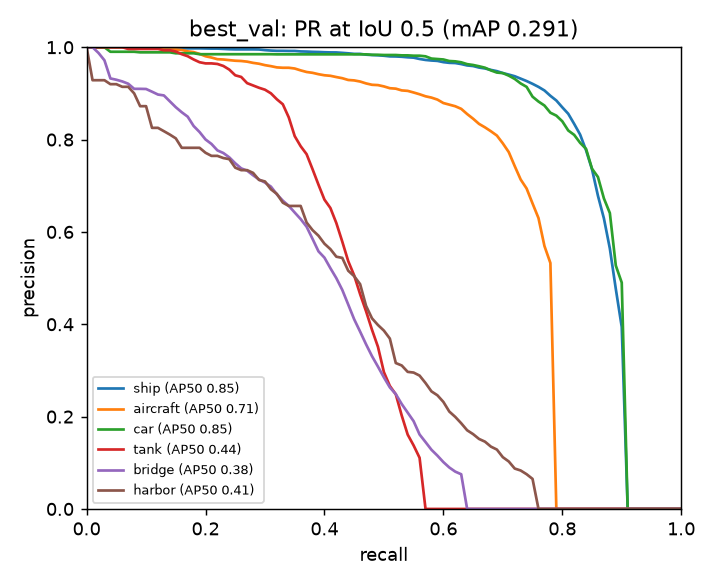 best_val: PR at IoU 0.5 (mAP 0.291)
1.0
0.8
0.6
0.4
0.2
0.0
precision
ship (AP50 0.85)
aircraft (AP50 0.71)
car (AP50 0.85)
tank (AP50 0.44)
bridge (AP50 0.38)
harbor (AP50 0.41)
0.0 0.2 0.4 0.6 0.8 1.0
recall